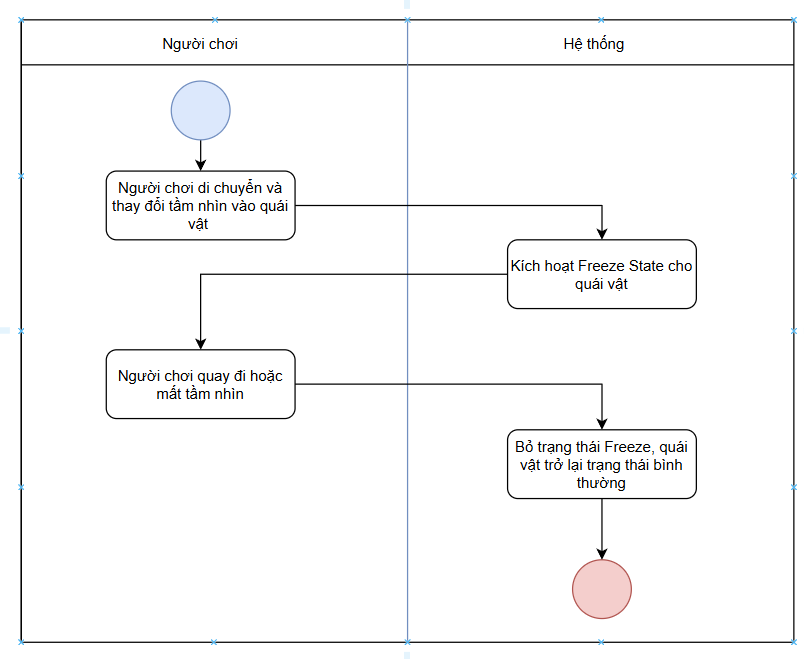 Người chơi
Hệ thống
Người chơi di chuyển và
thay đổi tầm nhìn vào quái
vật
Kích hoạt Freeze State cho
quái vật
Người chơi quay đi hoặc
mất tầm nhìn
Bỏ trạng thái Freeze, quái
vật trở lại trạng thái bình
thường